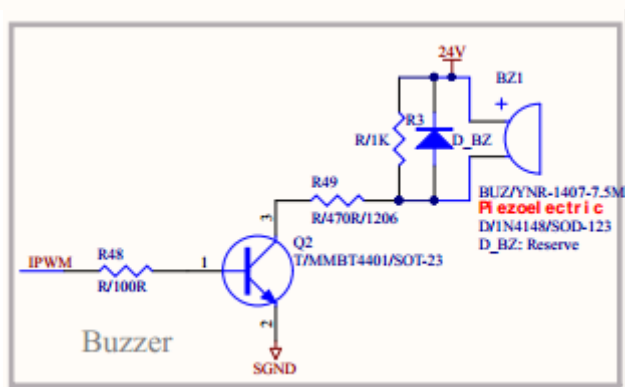 24V
BZ1
+
R3
R/1K
D_BZ
R49
BUZ/YNR-1407-7.5M
Piezoelectric
R/470R/1206
D/1N4148/SOD-123
3
Q2
D_BZ: Reserve
T/MMBT4401/SOT-23
R48
IPWM
1
R/100R
2
Buzzer
SGND